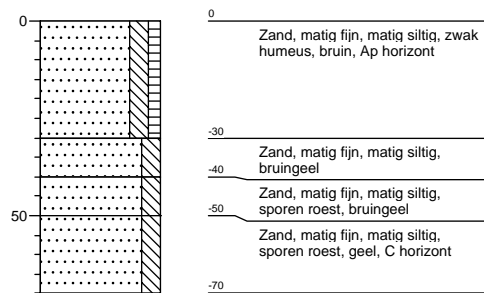 0
0
Zand, matig fijn, matig siltig, zwak
humeus, bruin, Ap horizont
-30
Zand, matig fijn, matig siltig,
bruingeel
-40
Zand, matig fijn, matig siltig,
sporen roest, bruingeel
50
-50
Zand, matig fijn, matig siltig,
sporen roest, geel, C horizont
-70